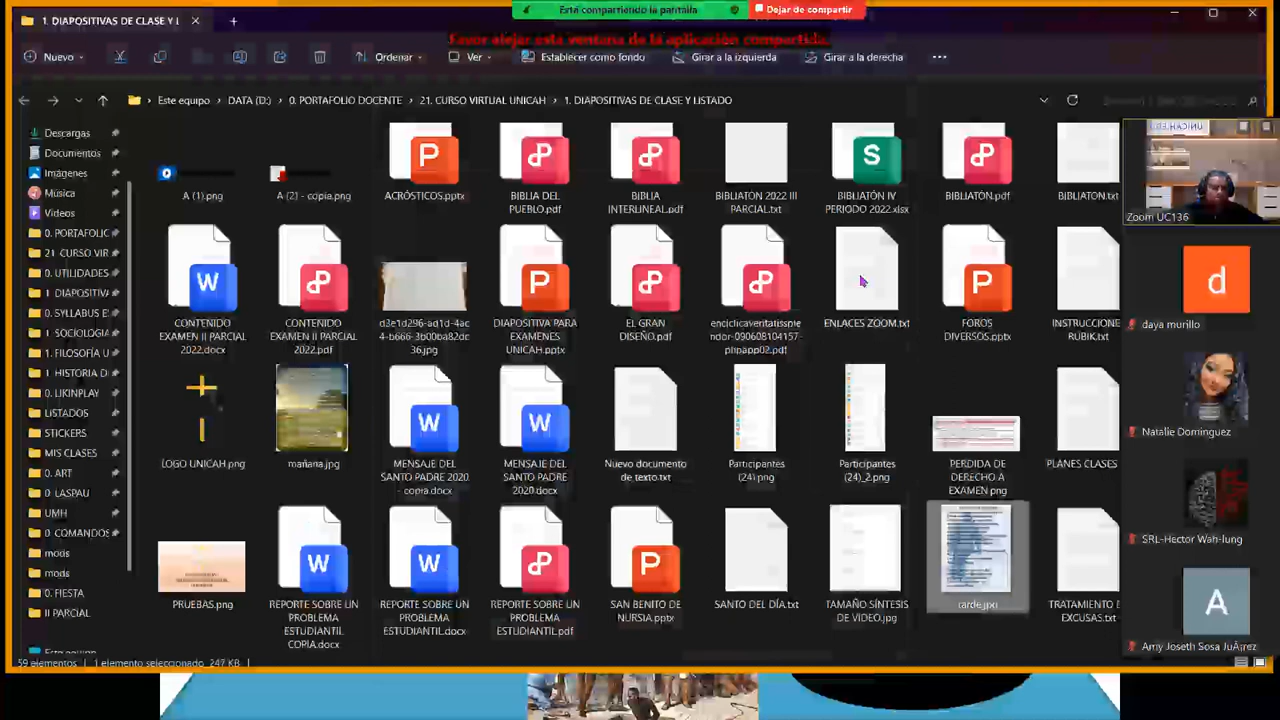 1. DIAPOSITIVAS DE CLASE Y L
Está compartiendo la pantalla
Dejar de compartir
Favor alejar esta ventana de la aplicación compartida.
Nuevo
Ordenar
Ver
Establecer como fondo
Girar a la izquierda
Girar a la derecha
Este equipo > DATA (D:) > 0. PORTAFOLIO DOCENTE > 21. CURSO VIRTUAL UNICAH > 1. DIAPOSITIVAS DE CLASE Y LISTADO
Descargas
Documentos
Imágenes
Música
Videos
0. PORTAFOLIC
21 CURSO VIR
0. UTILIDADES
1. DIAPOSITIVA
0. SYLLABUS E
1. SOCIOLOGIA
1. FILOSOFÍA U
1. HISTORIA D
0. LIKINPLAY
LISTADOS
STICKERS
MIS CLASES
0. ART
0 LASPAU
UMH
0 COMANDOS
mods
mods
0. FIESTA
II PARCIAL
Este equipo
A (1).png
A (2) - copia.png
ACRÓSTICOS.pptx
BIBLIA DEL
PUEBLO.pdf
BIBLIA
INTERLINEAL.pdf
BIBLIATÓN 2022 III
PARCIAL.txt
BIBLIATÓN IV
PERIODO 2022.xlsx
BIBLIATÓN.pdf
BIBLIATON.txt
CONTENIDO
EXAMEN II PARCIAL
2022.docx
CONTENIDO
EXAMEN II PARCIAL
2022.pdf
DIAPOSITIVA PARA
EXAMENES
UNICAH.pptx
EL GRAN
DISEÑO.pdf
ENLACES ZOOM.txt
FOROS
DIVERSOS.pptx
INSTRUCCIONE
RÚBIK.txt
LOGO UNICAH.png
mañana.jpg
MENSAJE DEL
SANTO PADRE 2020
- copia.docx
MENSAJE DEL
SANTO PADRE
2020.docx
Nuevo documento
de texto.txt
Participantes
(24).png
Participantes
(24)_2.png
PERDIDA DE
DERECHO A
EXAMEN.png
PLANES CLASES
PRUEBAS.png
REPORTE SOBRE UN
PROBLEMA
ESTUDIANTIL
COPIA.docx
REPORTE SOBRE UN
PROBLEMA
ESTUDIANTIL.docx
REPORTE SOBRE UN
PROBLEMA
ESTUDIANTIL.pdf
SAN BENITO DE
NURSIA.pptx
SANTO DEL DÍA.txt
TAMAÑO SÍNTESIS
DE VIDEO.jpg
tarde.jpg
TRATAMIENTO E
EXCUSAS.txt
59 elementos
1 elemento seleccionado 247 KB
Zoom UC136
d
daya murillo
Natalie Dominguez
SRL-Hector Wah-lung
A
Amy Joseth Sosa JuÁrez